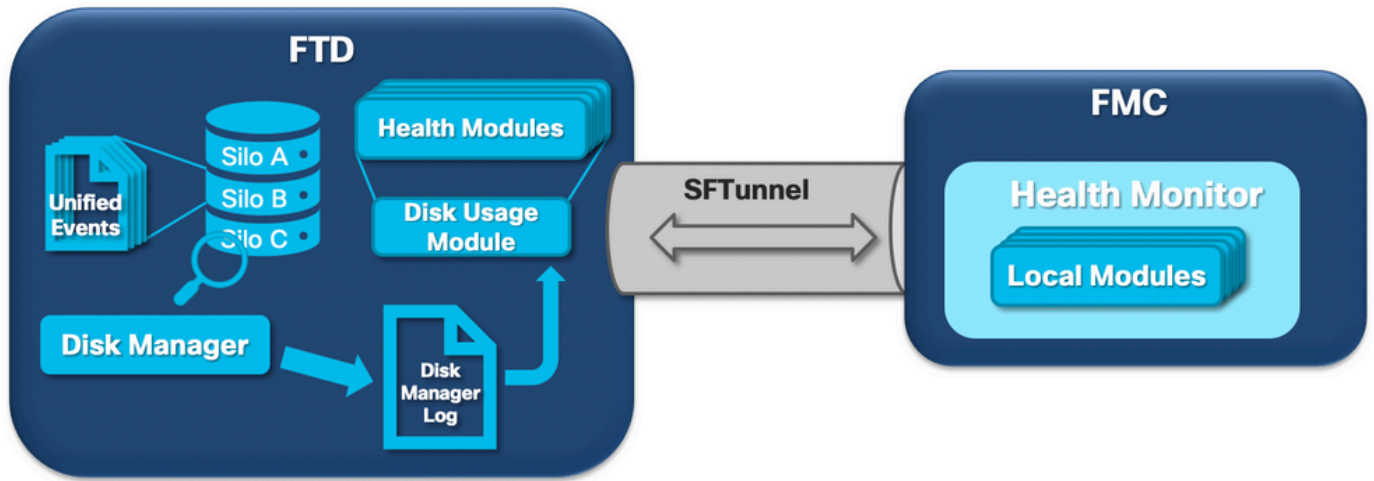 FTD
Unified
Events
Silo A
Silo B
Silo C
Health Modules
Disk Usage
Module
Disk Manager
Disk
Manager
Log
SFTunnel
FMC
Health Monitor
Local Modules